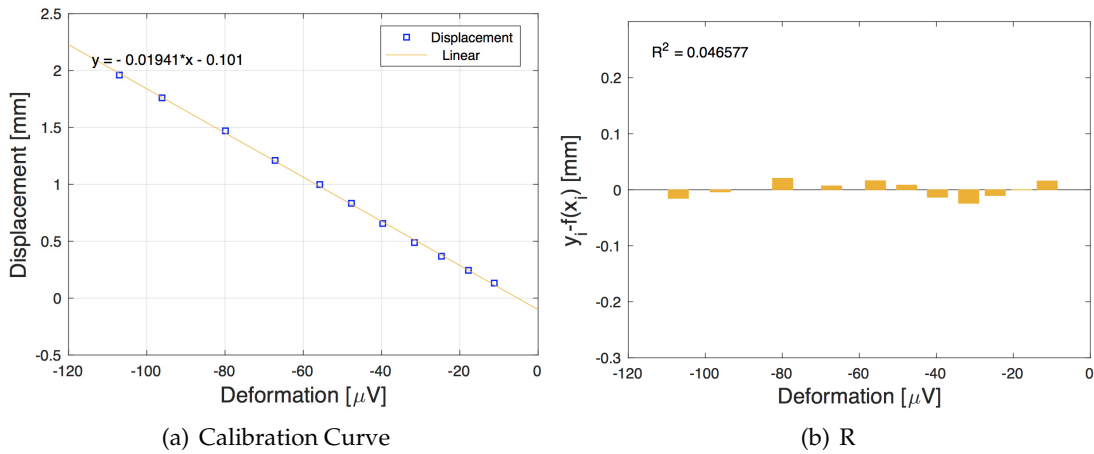 2.5
2
1.5
1
0.5
0
-0.5
Displacement [mm]
y = - 0.01941*x - 0.101
Displacement
Linear
-120 -100 -80 -60 -40 -20 0
Deformation [μV]
(a) Calibration Curve
R² = 0.046577
0.2
0.1
0
-0.1
-0.2
-0.3
yᵢ-f(xᵢ) [mm]
-120 -100 -80 -60 -40 -20 0
Deformation [μV]
(b) R